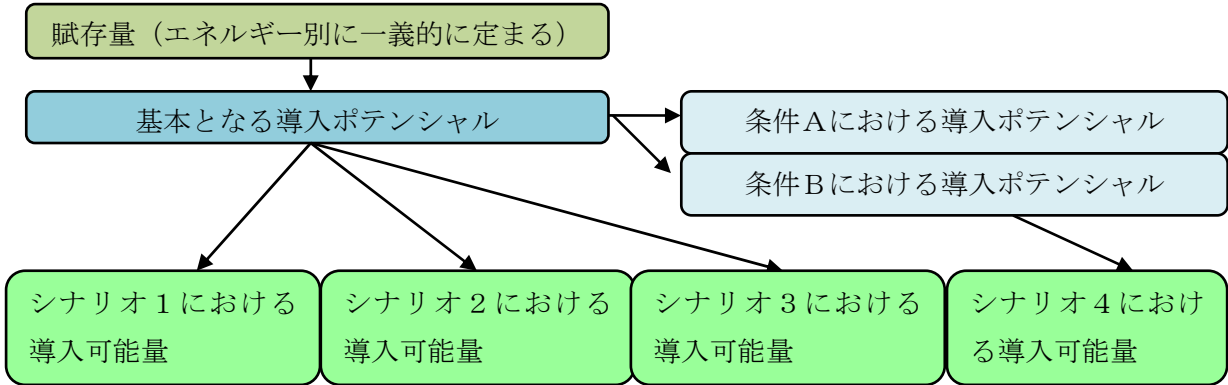 賦存量（エネルギー別に一義的に定まる）
基本となる導入ポテンシャル
条件Aにおける導入ポテンシャル
条件Bにおける導入ポテンシャル
シナリオ１における
導入可能量
シナリオ２における
導入可能量
シナリオ３における
導入可能量
シナリオ４におけ
る導入可能量